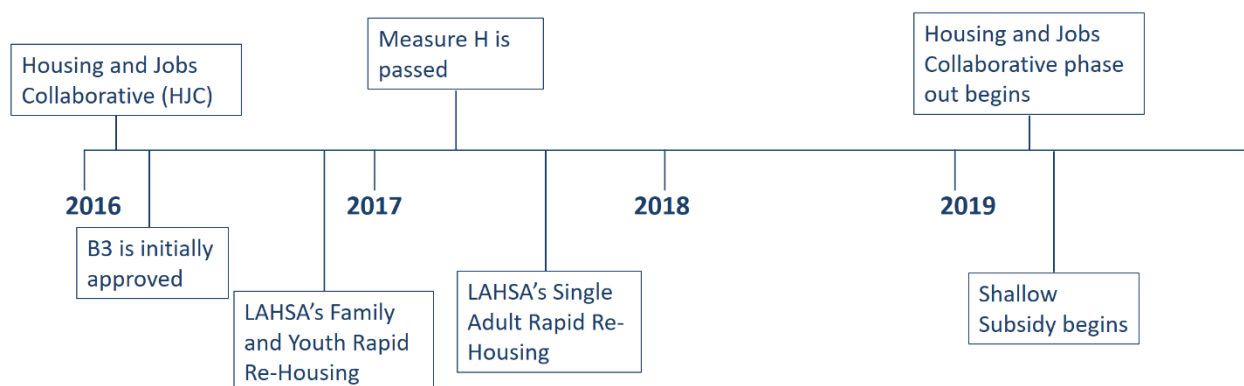 Housing and Jobs
Collaborative (HJC)
Measure H is
passed
Housing and Jobs
Collaborative phase
out begins
2016
2017
2018
2019
B3 is initially
approved
LAHSA’s Family
and Youth Rapid
Re-Housing
LAHSA’s Single
Adult Rapid Re-
Housing
Shallow
Subsidy begins